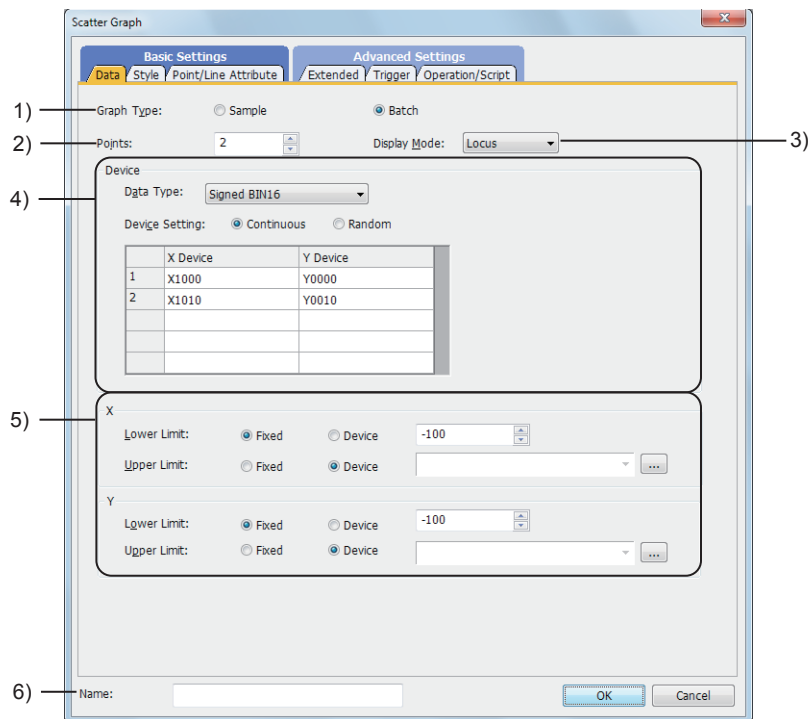 Scatter Graph
x
Basic Settings
Advanced Settings
Data Style Point/Line Attribute Extended Trigger Operation/Script
1) Graph Type: Sample Batch
2) Points: 2 Display Mode: Locus 3)
4) Device
Data Type: Signed BIN16
Device Setting: Continuous Random
X Device Y Device
1 X1000 Y0000
2 X1010 Y0010
5) X
Lower Limit: Fixed Device -100
Upper Limit: Fixed Device ...
Y
Lower Limit: Fixed Device -100
Upper Limit: Fixed Device ...
6) Name: OK Cancel